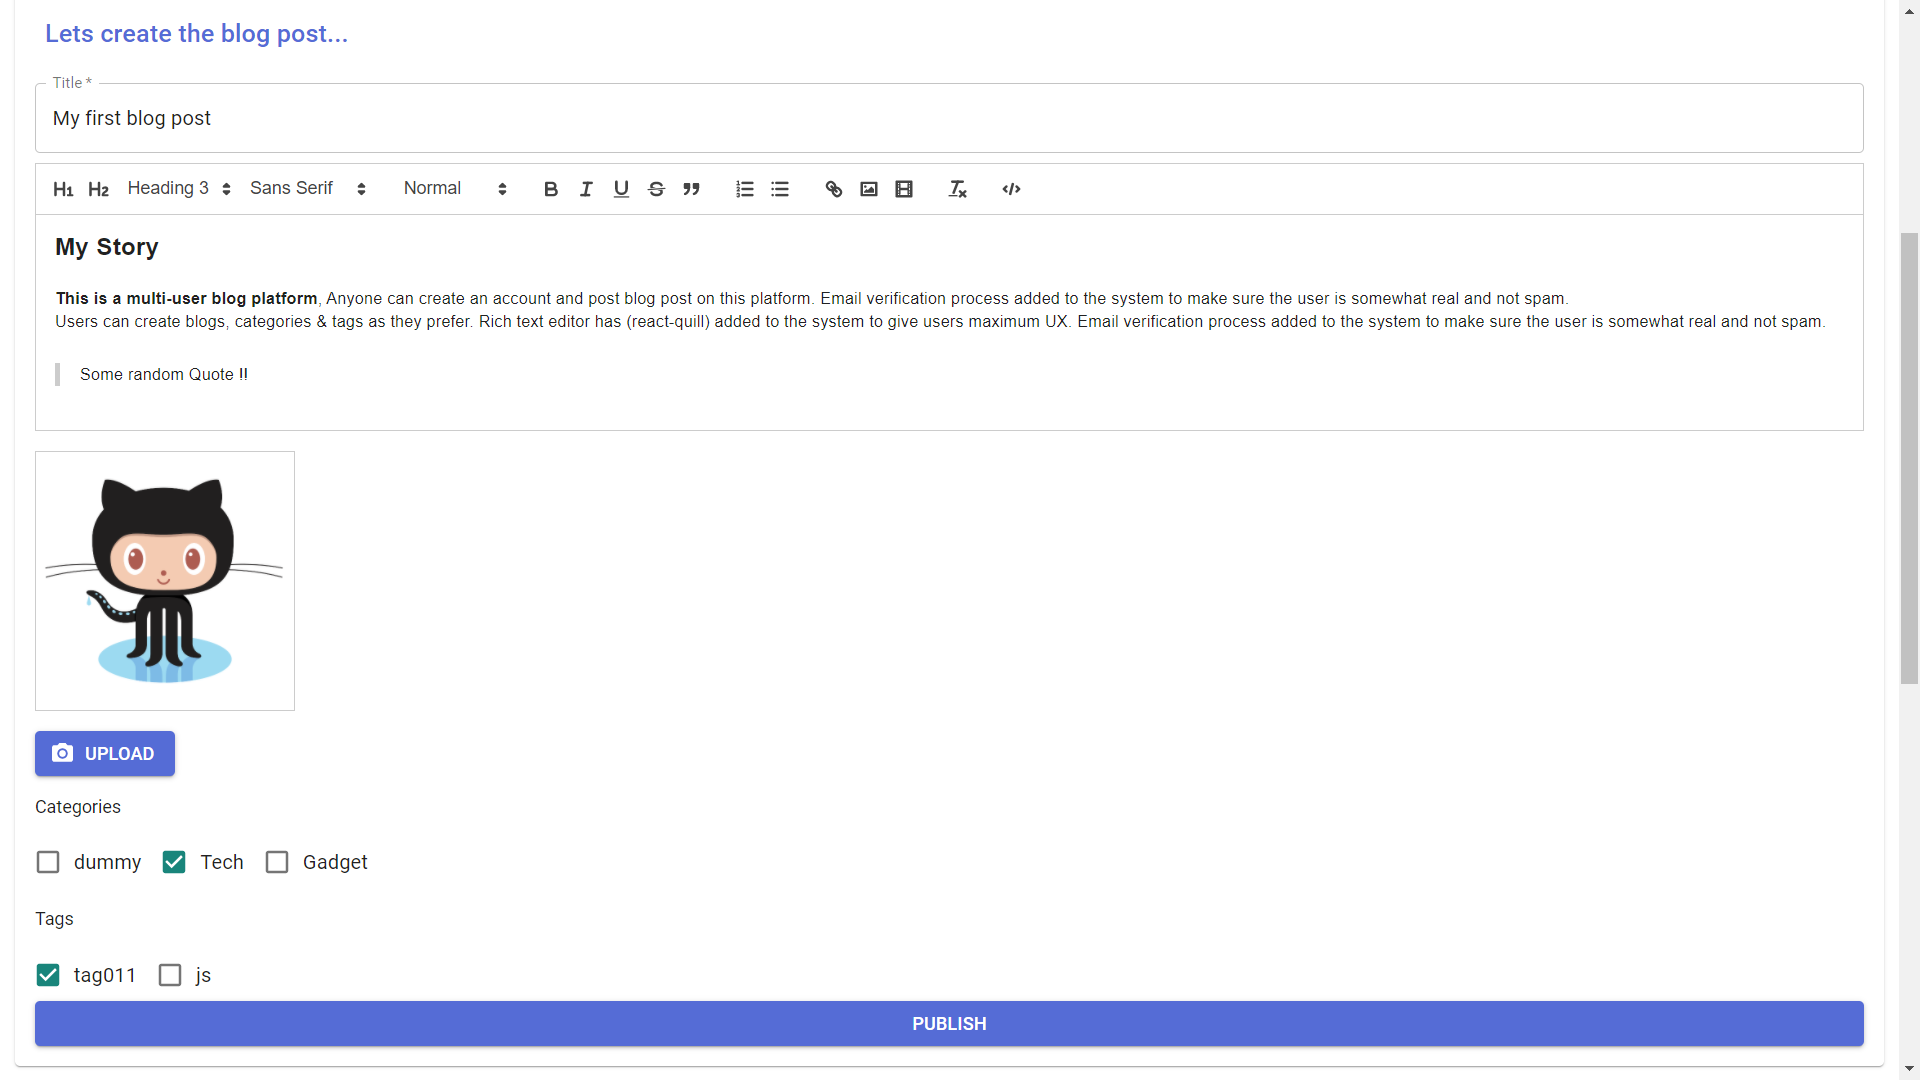 Lets create the blog post...
Title *
My first blog post
H1 H2 Heading 3 Sans Serif Normal B I U S
My Story
This is a multi-user blog platform, Anyone can create an account and post blog post on this platform. Email verification process added to the system to make sure the user is somewhat real and not spam.
Users can create blogs, categories & tags as they prefer. Rich text editor has (react-quill) added to the system to give users maximum UX. Email verification process added to the system to make sure the user is somewhat real and not spam.
Some random Quote !!
UPLOAD
Categories
dummy Tech Gadget
Tags
tag011 js
PUBLISH